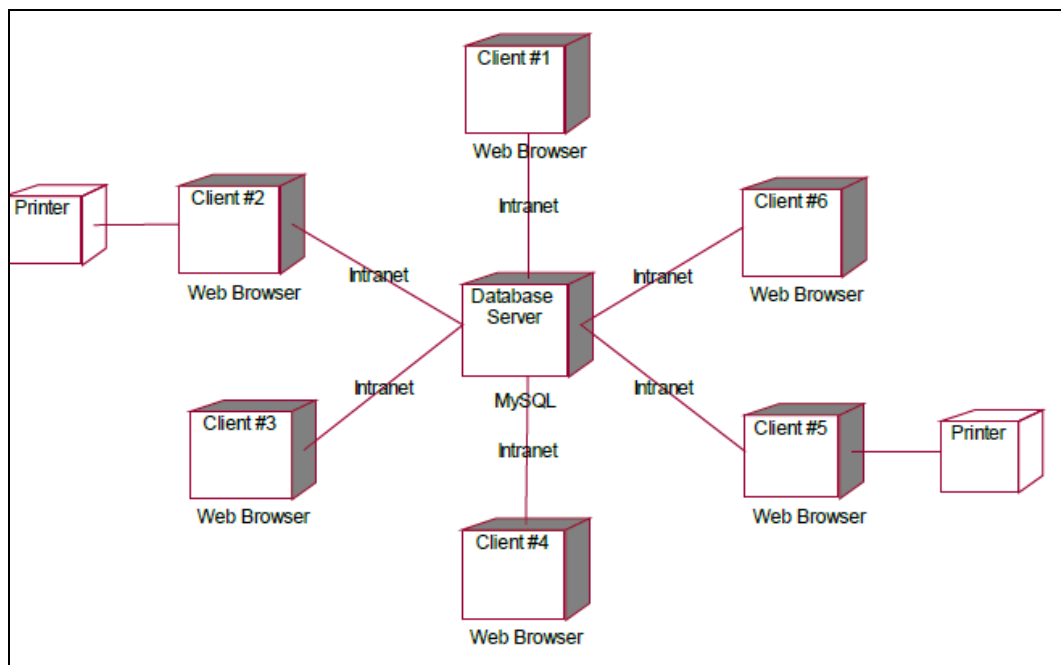 Client #1
Web Browser
Intranet
Printer
Client #2
Web Browser
Intranet
Client #6
Web Browser
Intranet
Database
Server
MySQL
Client #3
Web Browser
Intranet
Intranet
Client #5
Web Browser
Printer
Intranet
Client #4
Web Browser